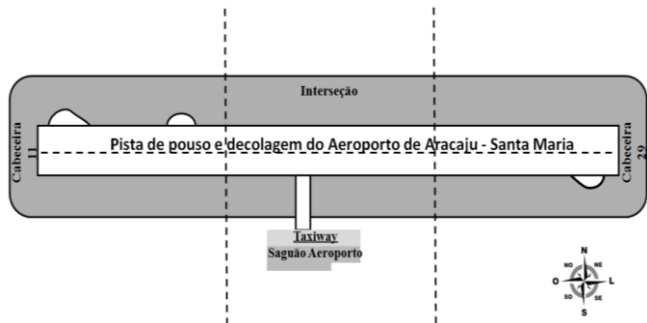 Interseção
Cabeceira
11
Pista de pouso e decolagem do Aeroporto de Aracaju - Santa Maria
Cabeceira
29
Taxiway
Saguão Aeroporto
N
NO
NE
O
L
SO
SE
S